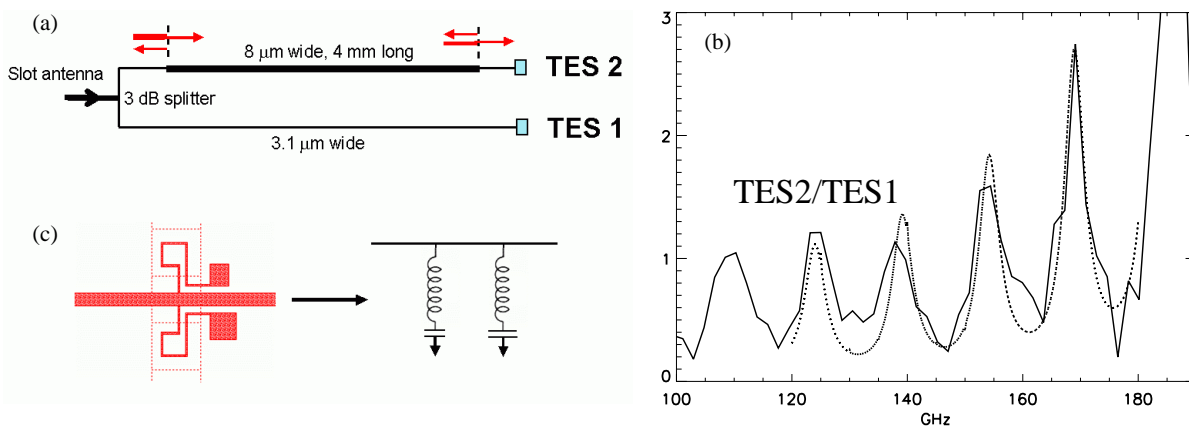 (a)
8 μm wide, 4 mm long
TES 2
Slot antenna
3 dB splitter
TES 1
3.1 μm wide
(c)
(b)
TES2/TES1
3
2
1
0
100
120
140
160
180
GHz